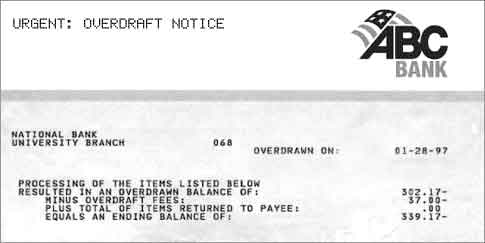 URGENT: OVERDRAFT NOTICE
ABC
BANK
NATIONAL BANK
UNIVERSITY BRANCH 068
OVERDRAWN ON: 01-28-97
PROCESSING OF THE ITEMS LISTED BELOW
RESULTED IN AN OVERDRAWN BALANCE OF: 302.17-
MINUS OVERDRAFT FEES: 37.00-
PLUS TOTAL OF ITEMS RETURNED TO PAYEE: .00
EQUALS AN ENDING BALANCE OF: 339.17-